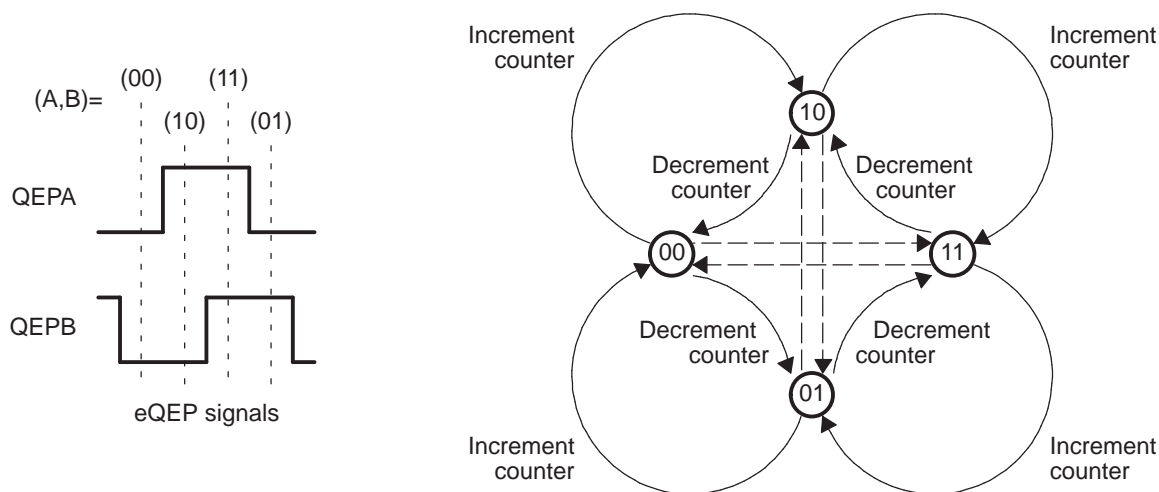 (A,B)=
(00)
(10)
(11)
(01)
QEPA
QEPB
eQEP signals
Increment
counter
Increment
counter
10
Decrement
counter
Decrement
counter
00
11
Decrement
counter
Decrement
counter
01
Increment
counter
Increment
counter